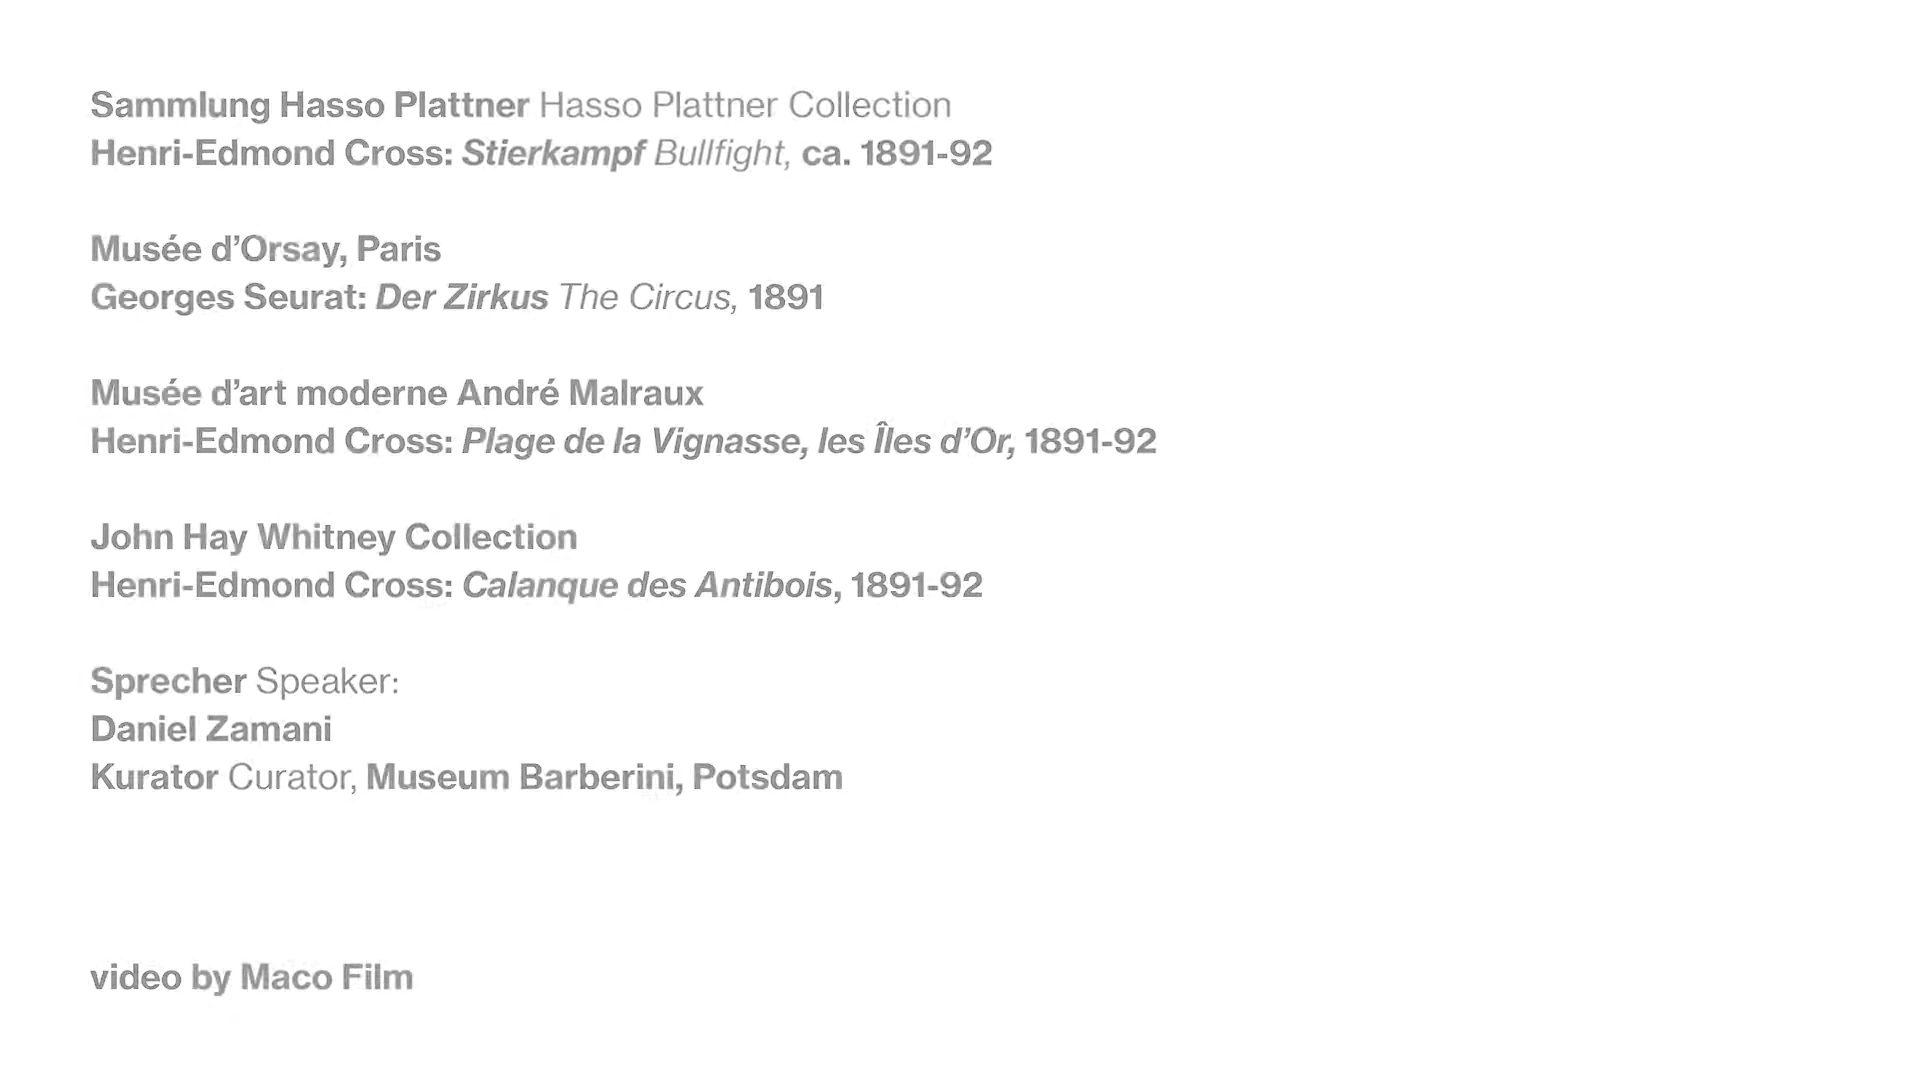 Sammlung Hasso Plattner Hasso Plattner Collection
Henri-Edmond Cross: Stierkampf Bullfight, ca. 1891-92
Musée d’Orsay, Paris
Georges Seurat: Der Zirkus The Circus, 1891
Musée d’art moderne André Malraux
Henri-Edmond Cross: Plage de la Vignasse, les Îles d’Or, 1891-92
John Hay Whitney Collection
Henri-Edmond Cross: Calanque des Antibois, 1891-92
Sprecher Speaker:
Daniel Zamani
Kurator Curator, Museum Barberini, Potsdam
video by Maco Film